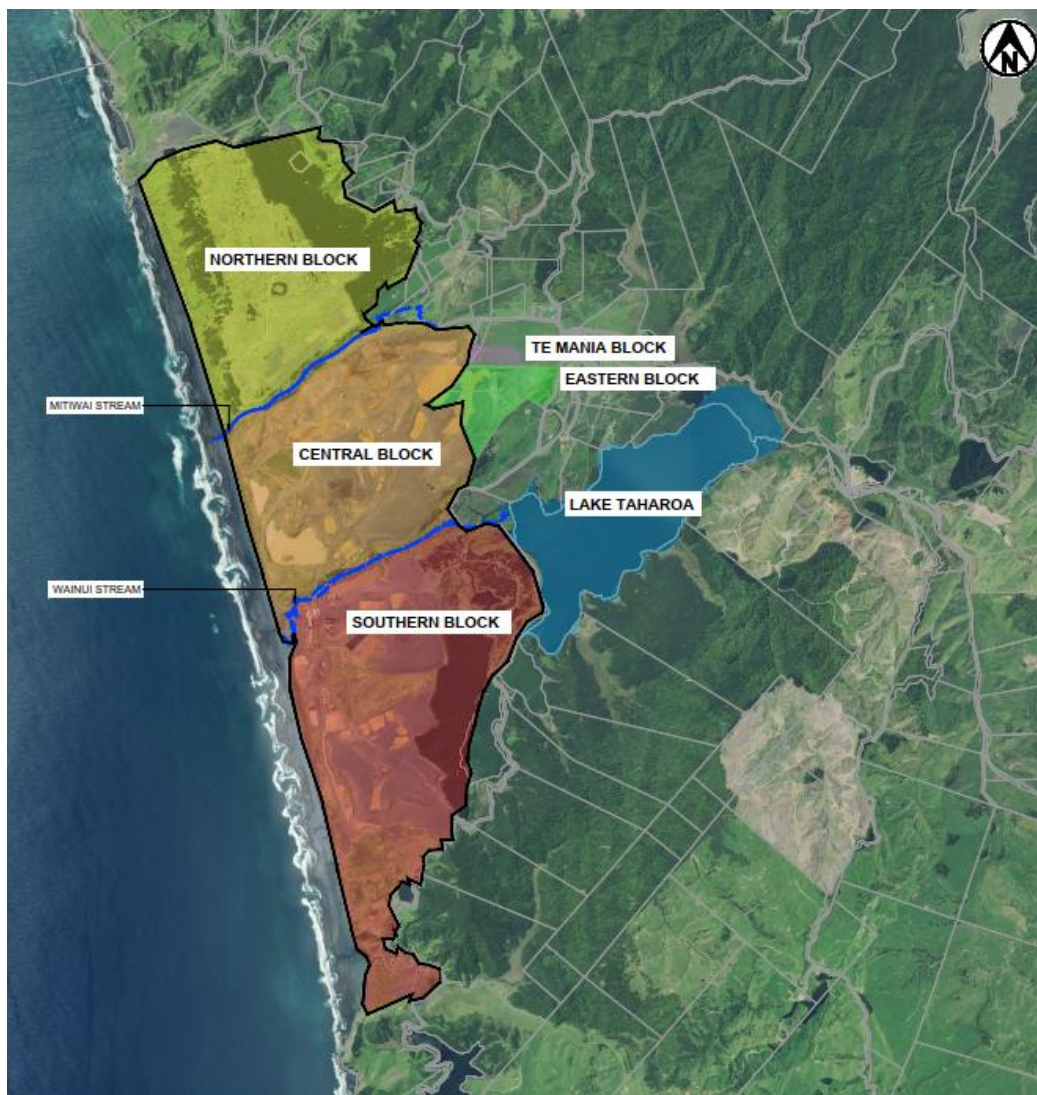 N
NORTHERN BLOCK
TE MANIA BLOCK
EASTERN BLOCK
MITIWAI STREAM
CENTRAL BLOCK
LAKE TAHAROA
WAINUI STREAM
SOUTHERN BLOCK